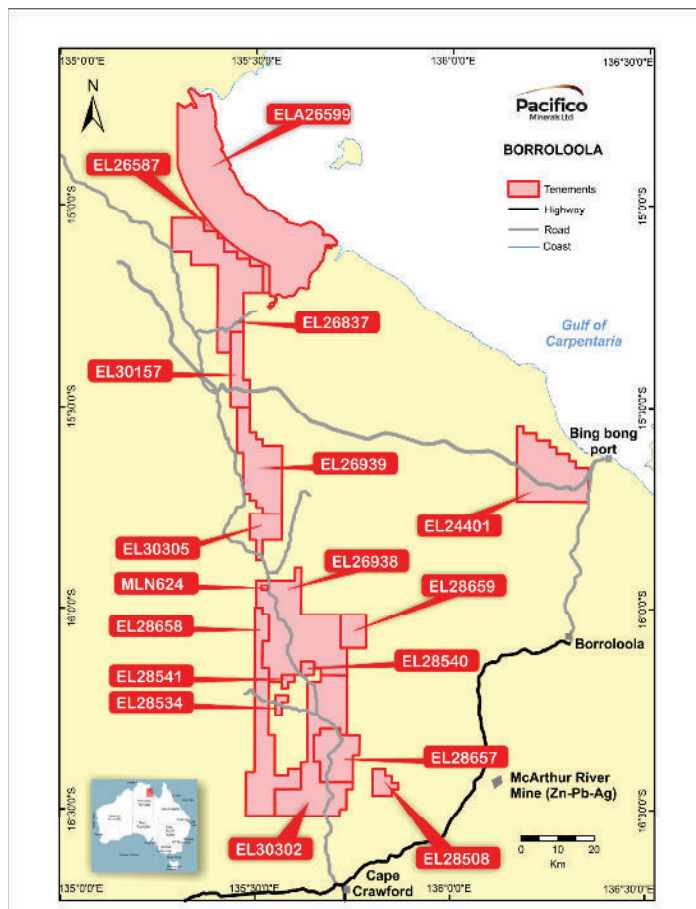 135°0'0"E
135°30'0"E
136°0'0"E
136°30'0"E
N
Pacifico
Minerals Ltd
BORROLOOLA
Tenements
Highway
Road
Coast
ELA26599
EL26587
15°0'0"S
15°0'0"S
EL26837
Gulf of
Carpentaria
EL30157
15°30'0"S
15°30'0"S
Bing bong
port
EL26939
EL24401
EL30305
EL26938
MLN624
EL28659
16°0'0"S
16°0'0"S
EL28658
Borroloola
EL28540
EL28541
EL28534
EL28657
McArthur River
Mine (Zn-Pb-Ag)
16°30'0"S
16°30'0"S
EL30302
EL28508
0 10 20
Km
Cape
Crawford
135°0'0"E
135°30'0"E
136°0'0"E
136°30'0"E